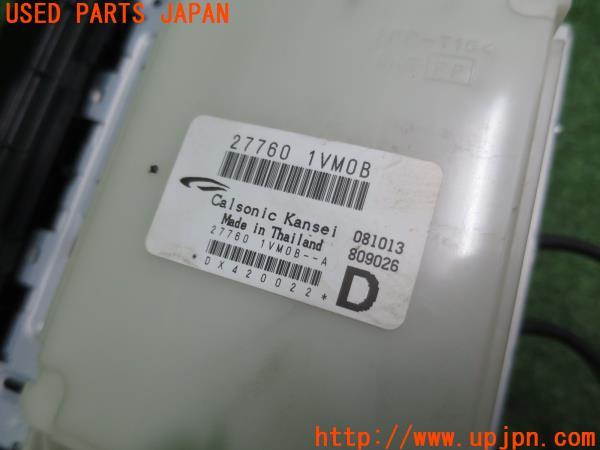 USED PARTS JAPAN
27760 1VM0B
Calsonic Kansei
Made in Thailand
081013
27760 1VM0B--A
809026
*DX420022*
D
http://www.upjpn.com